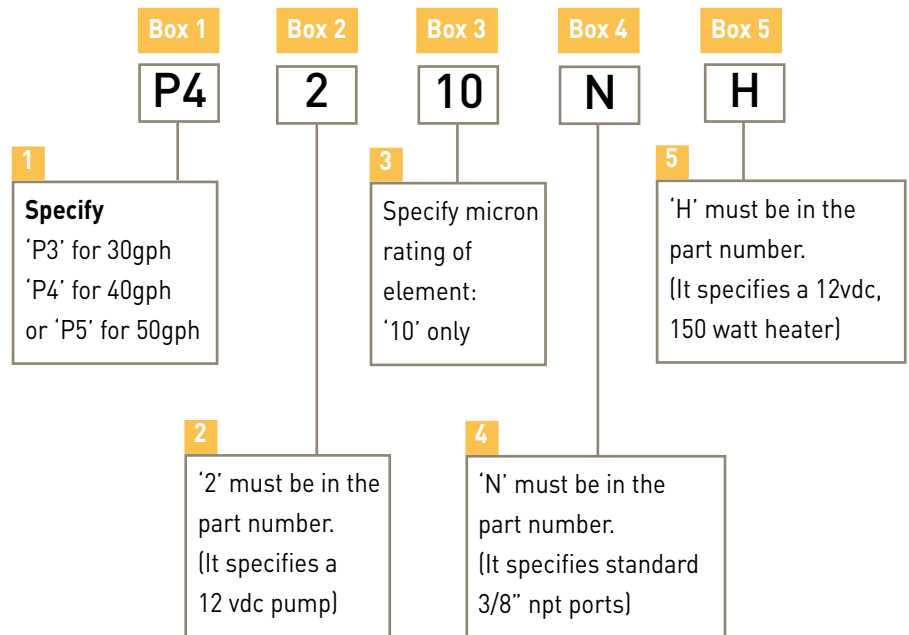 Box 1 Box 2 Box 3 Box 4 Box 5
P4 2 10 N H
1
Specify
‘P3’ for 30gph
‘P4’ for 40gph
or ‘P5’ for 50gph
3
Specify micron
rating of
element:
‘10’ only
5
‘H’ must be in the
part number.
(It specifies a 12vdc,
150 watt heater)
2
‘2’ must be in the
part number.
(It specifies a
12 vdc pump)
4
‘N’ must be in the
part number.
(It specifies standard
3/8” npt ports)